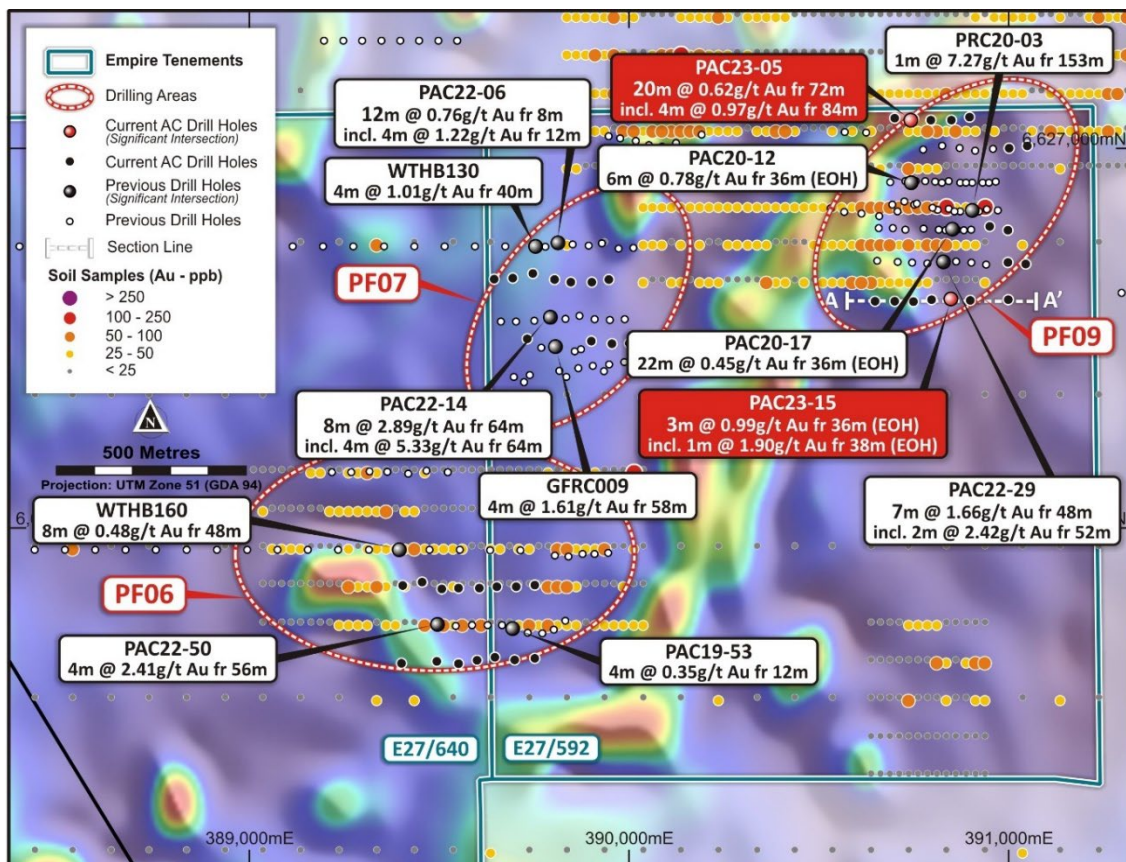 Empire Tenements
Drilling Areas
Current AC Drill Holes
(Significant Intersection)
Current AC Drill Holes
Previous Drill Holes
(Significant Intersection)
Previous Drill Holes
Section Line
Soil Samples (Au - ppb)
> 250
100 - 250
50 - 100
25 - 50
< 25
N
500 Metres
Projection: UTM Zone 51 (GDA 94)
PAC22-06
12m @ 0.76g/t Au fr 8m
incl. 4m @ 1.22g/t Au fr 12m
WTHB130
4m @ 1.01g/t Au fr 40m
PAC23-05
20m @ 0.62g/t Au fr 72m
incl. 4m @ 0.97g/t Au fr 84m
PRC20-03
1m @ 7.27g/t Au fr 153m
6,627,000mN
PAC20-12
6m @ 0.78g/t Au fr 36m (EOH)
PF07
A
A'
PF09
PAC20-17
22m @ 0.45g/t Au fr 36m (EOH)
PAC22-14
8m @ 2.89g/t Au fr 64m
incl. 4m @ 5.33g/t Au fr 64m
PAC23-15
3m @ 0.99g/t Au fr 36m (EOH)
incl. 1m @ 1.90g/t Au fr 38m (EOH)
GFRC009
4m @ 1.61g/t Au fr 58m
PAC22-29
7m @ 1.66g/t Au fr 48m
incl. 2m @ 2.42g/t Au fr 52m
WTHB160
8m @ 0.48g/t Au fr 48m
PF06
PAC22-50
4m @ 2.41g/t Au fr 56m
PAC19-53
4m @ 0.35g/t Au fr 12m
E27/640
E27/592
389,000mE
390,000mE
391,000mE